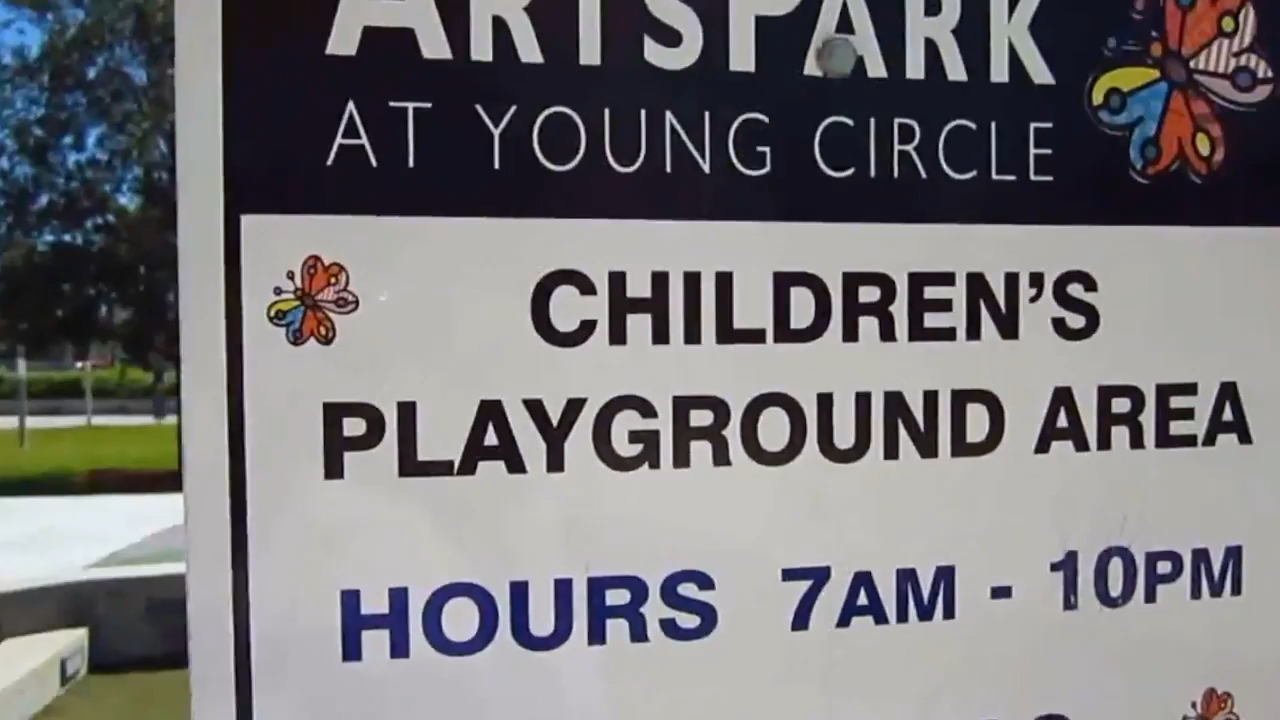 ARTSPARK
AT YOUNG CIRCLE
CHILDREN'S
PLAYGROUND AREA
HOURS 7AM - 10PM